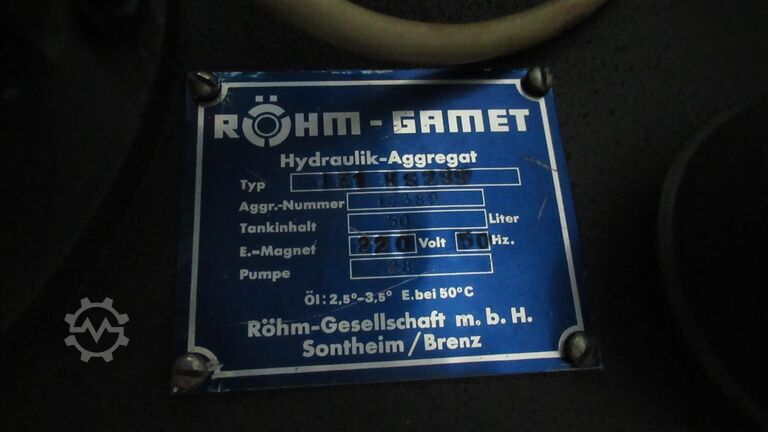 RÖHM-GAMET
Hydraulik-Aggregat
Typ
Aggr.-Nummer
Tankinhalt 50 Liter
E.-Magnet 220 Volt 50 Hz.
Pumpe
Öl: 2,5°-3,5° E. bei 50°C
Röhm-Gesellschaft m. b. H.
Sontheim/Brenz